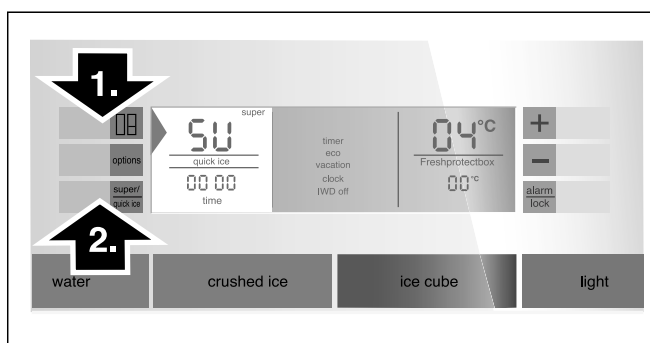 1.
super
SU
04°C
+
options
quick ice
timer
eco
vacation
clock
IWD off
Freshprotectbox
−
super/
quick ice
00 00
time
00°C
alarm
lock
2.
water
crushed ice
ice cube
light